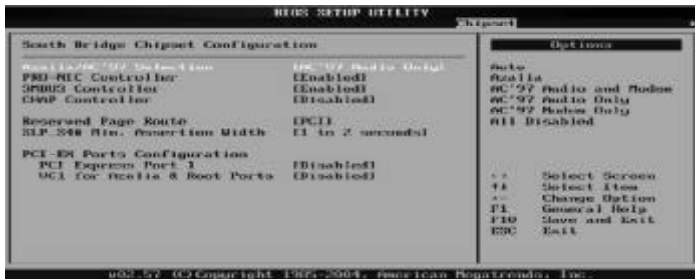 BIOS SETUP UTILITY
Chipset
South Bridge Chipset Configuration
Azalia/AC'97 Selection [AC'97 Audio Only]
PRO-NIC Controller [Enabled]
SMBUS Controller [Enabled]
CHAP Controller [Disabled]
Reserved Page Route [PCI]
SLP_S4# Min. Assertion Width [1 to 2 seconds]
PCI-EX Ports Configuration
PCI Express Port 1 [Disabled]
VC1 for Azalia & Root Ports [Disabled]
Options
Auto
Azalia
AC'97 Audio and Modem
AC'97 Audio Only
AC'97 Modem Only
All Disabled
Select Screen
↑↓ Select Item
+- Change Option
F1 General Help
F10 Save and Exit
ESC Exit
v02.57 (C)Copyright 1985-2004, American Megatrends, Inc.